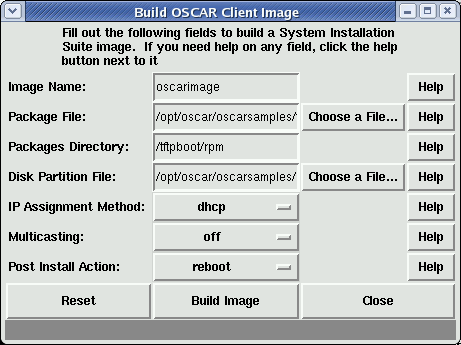 Build OSCAR Client Image
Fill out the following fields to build a System Installation
Suite image. If you need help on any field, click the help
button next to it
Image Name: oscarimage Help
Package File: /opt/oscar/oscarsamples/ Choose a File... Help
Packages Directory: /tftpboot/rpm Help
Disk Partition File: /opt/oscar/oscarsamples/ Choose a File... Help
IP Assignment Method: dhcp Help
Multicasting: off Help
Post Install Action: reboot Help
Reset Build Image Close